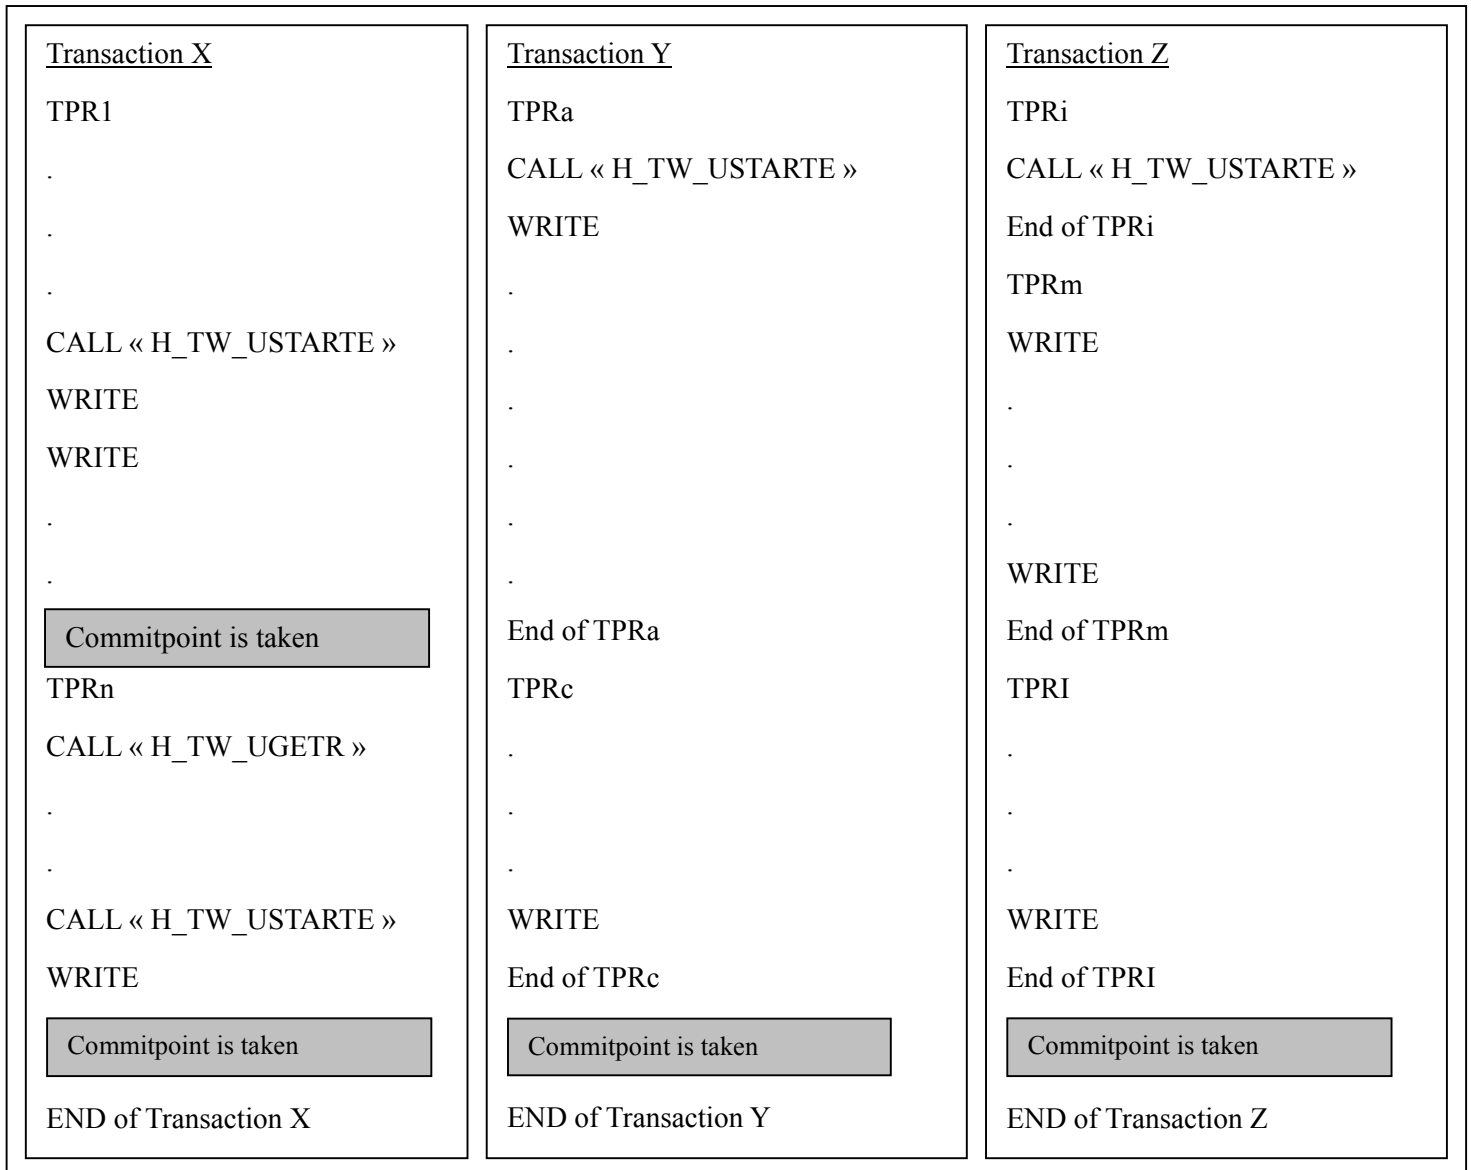 Transaction X
TPR1
.
.
.
CALL « H_TW_USTARTE »
WRITE
WRITE
.
.
Commitpoint is taken
TPRn
CALL « H_TW_UGETR »
.
.
CALL « H_TW_USTARTE »
WRITE
Commitpoint is taken
END of Transaction X
Transaction Y
TPRa
CALL « H_TW_USTARTE »
WRITE
.
.
.
.
.
.
End of TPRa
TPRc
.
.
.
WRITE
End of TPRc
Commitpoint is taken
END of Transaction Y
Transaction Z
TPRi
CALL « H_TW_USTARTE »
End of TPRi
TPRm
WRITE
.
.
.
WRITE
End of TPRm
TPRI
.
.
.
WRITE
End of TPRI
Commitpoint is taken
END of Transaction Z